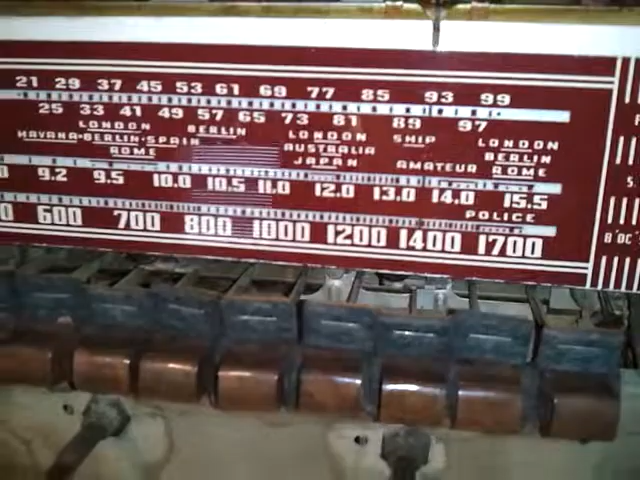 21 29 37 45 53 61 69 77 85 93 99
25 33 41 49 57 65 73 81 89 97
LONDON BERLIN LONDON SHIP LONDON
HAVANA·BERLIN·SPAIN AUSTRALIA BERLIN
ROME JAPAN AMATEUR ROME
0 9.2 9.5 10.0 10.5 11.0 12.0 13.0 14.0 15.5
POLICE
0 600 700 800 1000 1200 1400 1700